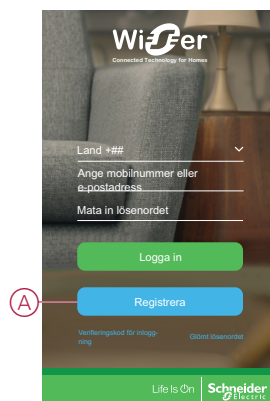 Wiser
Connected Technology for Homes
Land +##
Ange mobilnummer eller
e-postadress
Mata in lösenordet
Logga in
A
Registrera
Verifieringskod för inlogg-
ning
Glömt lösenordet
Life Is On
Schneider
Electric